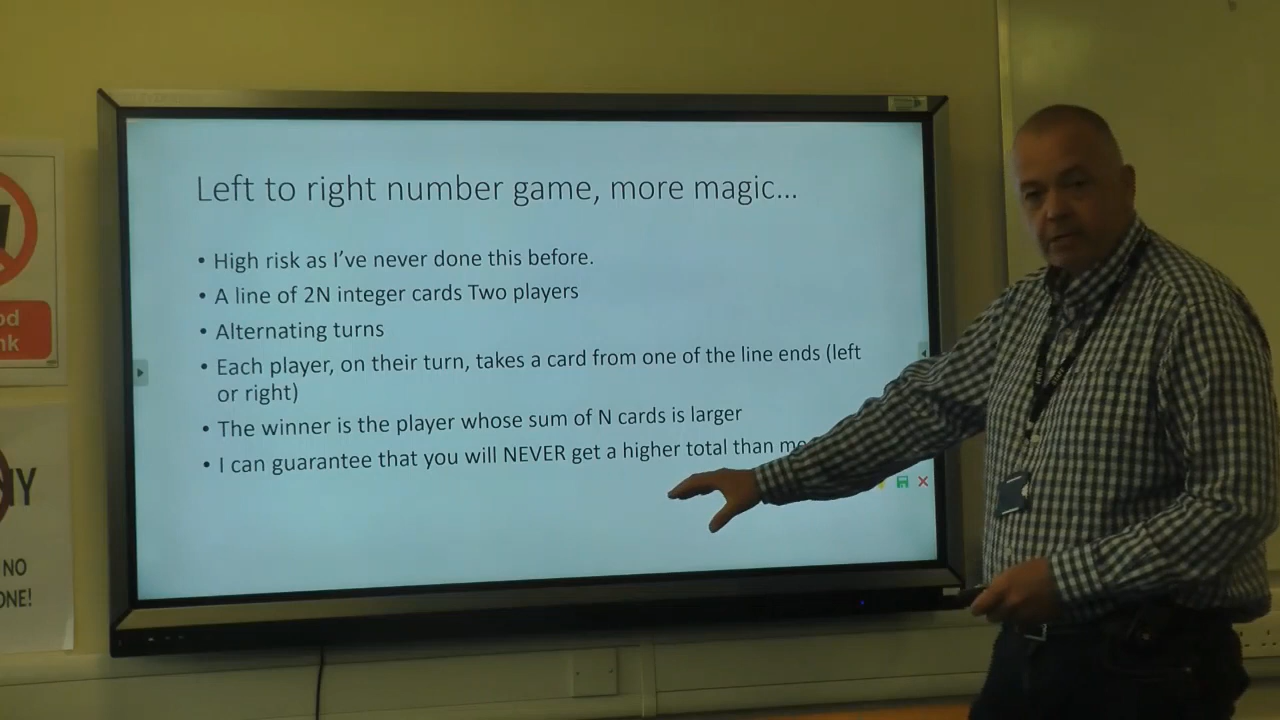 Left to right number game, more magic...
• High risk as I've never done this before.
• A line of 2N integer cards Two players
• Alternating turns
• Each player, on their turn, takes a card from one of the line ends (left
or right)
• The winner is the player whose sum of N cards is larger
• I can guarantee that you will NEVER get a higher total than me
NO